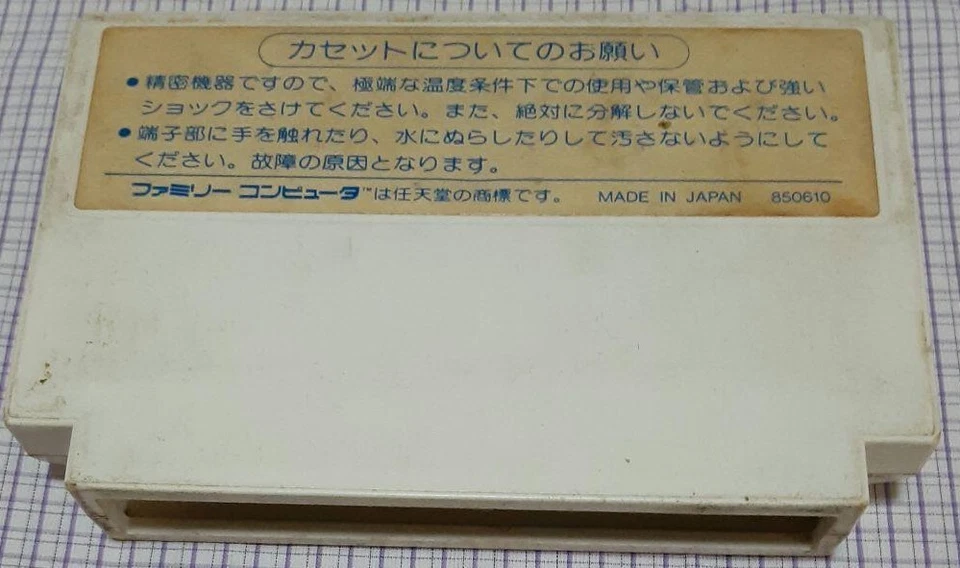 カセットについてのお願い
●精密機器ですので、極端な温度条件下での使用や保管および強い
ショックをさけてください。また、絶対に分解しないでください。
●端子部に手を触れたり、水にぬらしたりして汚さないようにして
ください。故障の原因となります。
ファミリー コンピュータ™は任天堂の商標です。 MADE IN JAPAN 850610